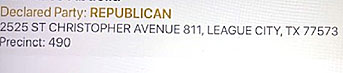 Declared Party: REPUBLICAN
2525 ST CHRISTOPHER AVENUE 811, LEAGUE CITY, TX 77573
Precinct: 490